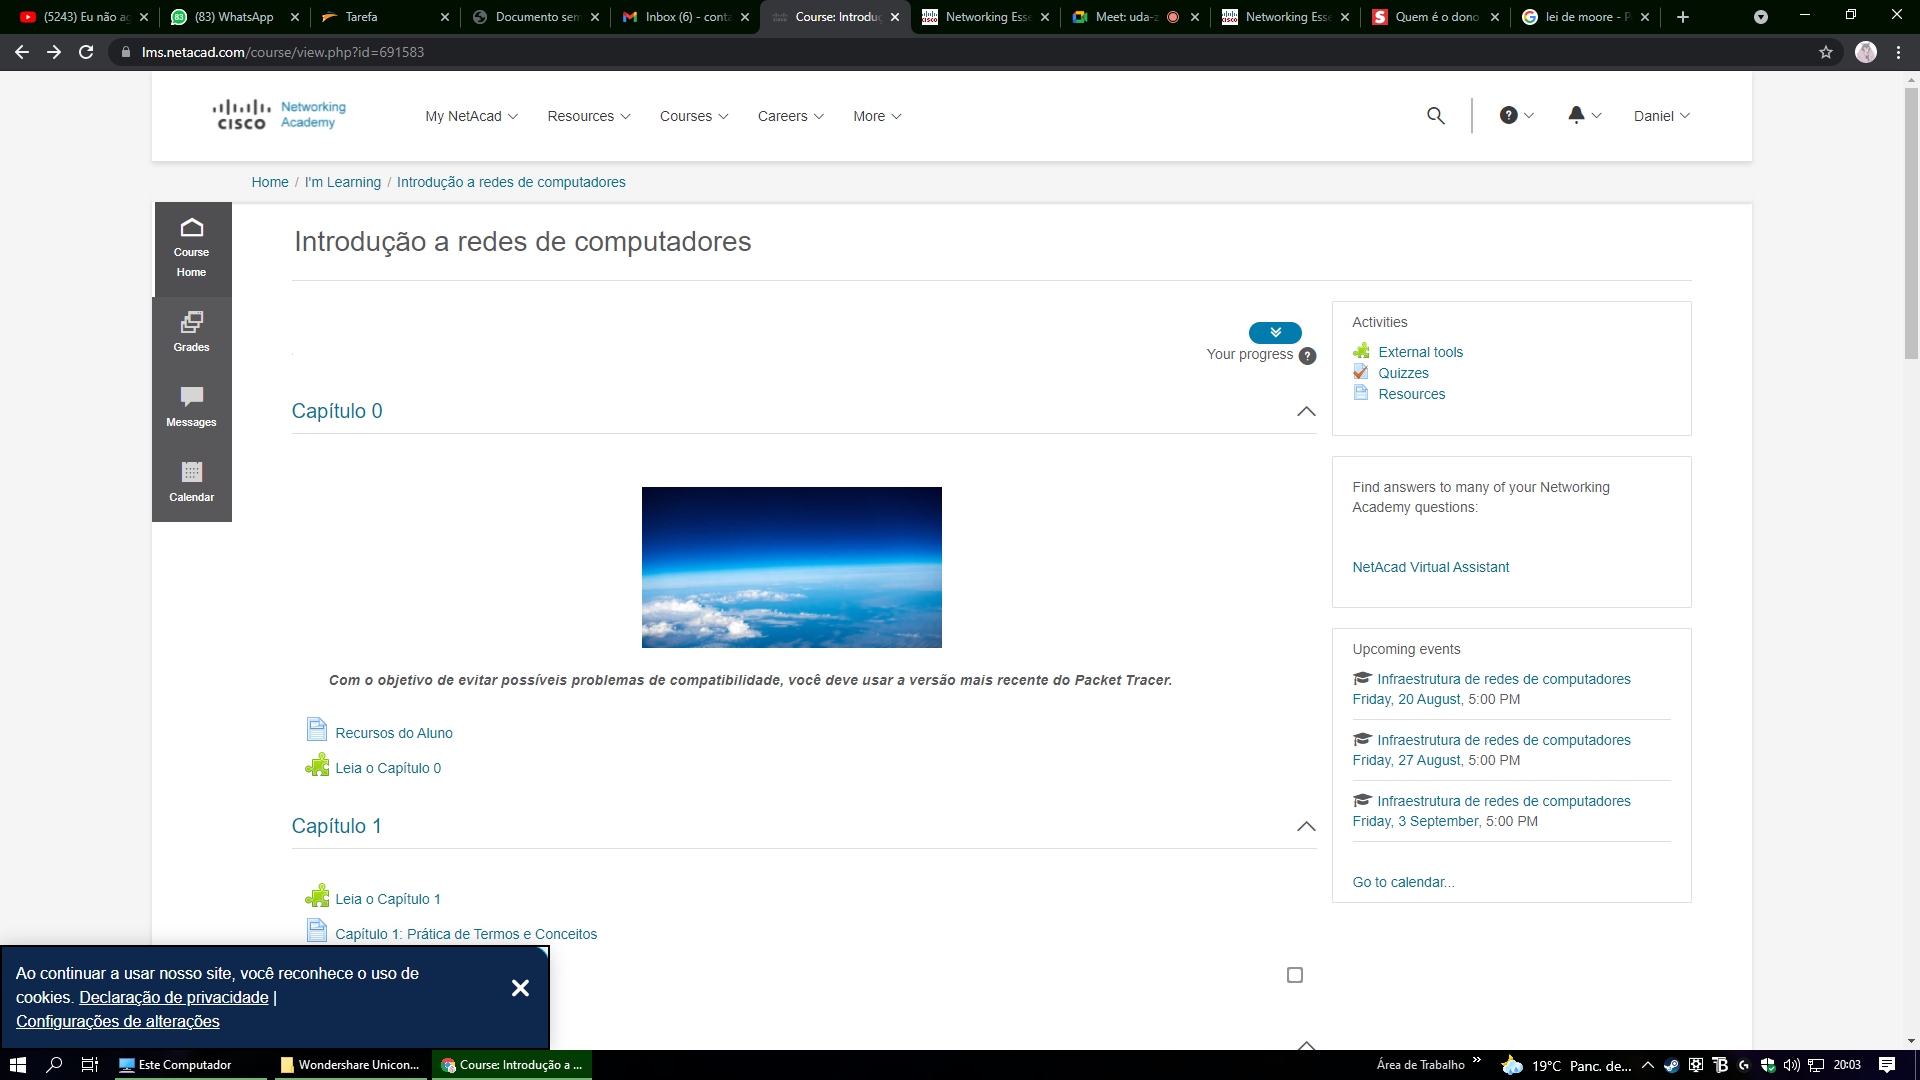 (5243) Eu não ag
(83) WhatsApp
Tarefa
Documento sem
Inbox (6) - conta
Course: Introduç
Networking Esse
Meet: uda-z
Networking Esse
Quem é o dono
lei de moore - P
lms.netacad.com/course/view.php?id=691583
CISCO
Networking
Academy
My NetAcad
Resources
Courses
Careers
More
Daniel
Home / I'm Learning / Introdução a redes de computadores
Course
Home
Grades
Messages
Calendar
Introdução a redes de computadores
Your progress
Capítulo 0
Com o objetivo de evitar possíveis problemas de compatibilidade, você deve usar a versão mais recente do Packet Tracer.
Recursos do Aluno
Leia o Capítulo 0
Capítulo 1
Leia o Capítulo 1
Capítulo 1: Prática de Termos e Conceitos
Activities
External tools
Quizzes
Resources
Find answers to many of your Networking
Academy questions:
NetAcad Virtual Assistant
Upcoming events
Infraestrutura de redes de computadores
Friday, 20 August, 5:00 PM
Infraestrutura de redes de computadores
Friday, 27 August, 5:00 PM
Infraestrutura de redes de computadores
Friday, 3 September, 5:00 PM
Go to calendar...
Ao continuar a usar nosso site, você reconhece o uso de
cookies. Declaração de privacidade |
Configurações de alterações
Este Computador
Wondershare Unicon...
Course: Introdução a ...
Área de Trabalho
19°C Panc. de...
20:03